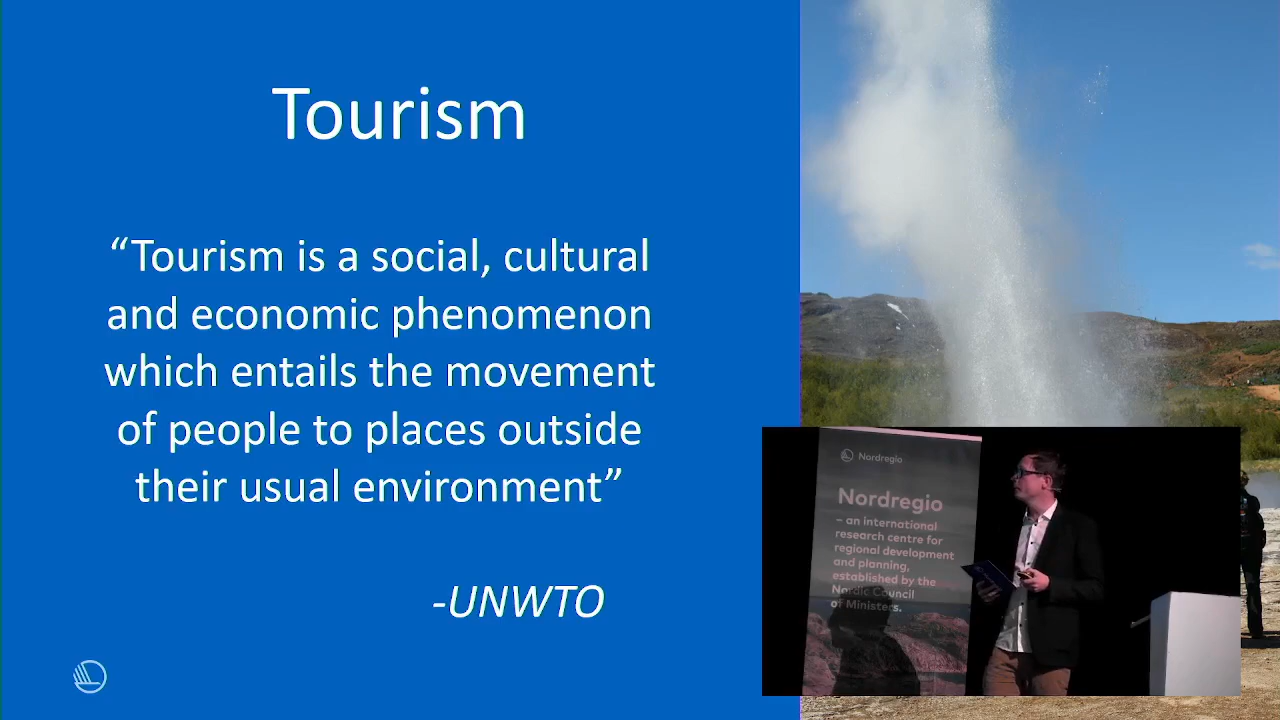 Tourism
“Tourism is a social, cultural
and economic phenomenon
which entails the movement
of people to places outside
their usual environment”
-UNWTO
Nordregio
Nordregio
– an international
research centre for
regional development
and planning,
established by the
Nordic Council
of Ministers.